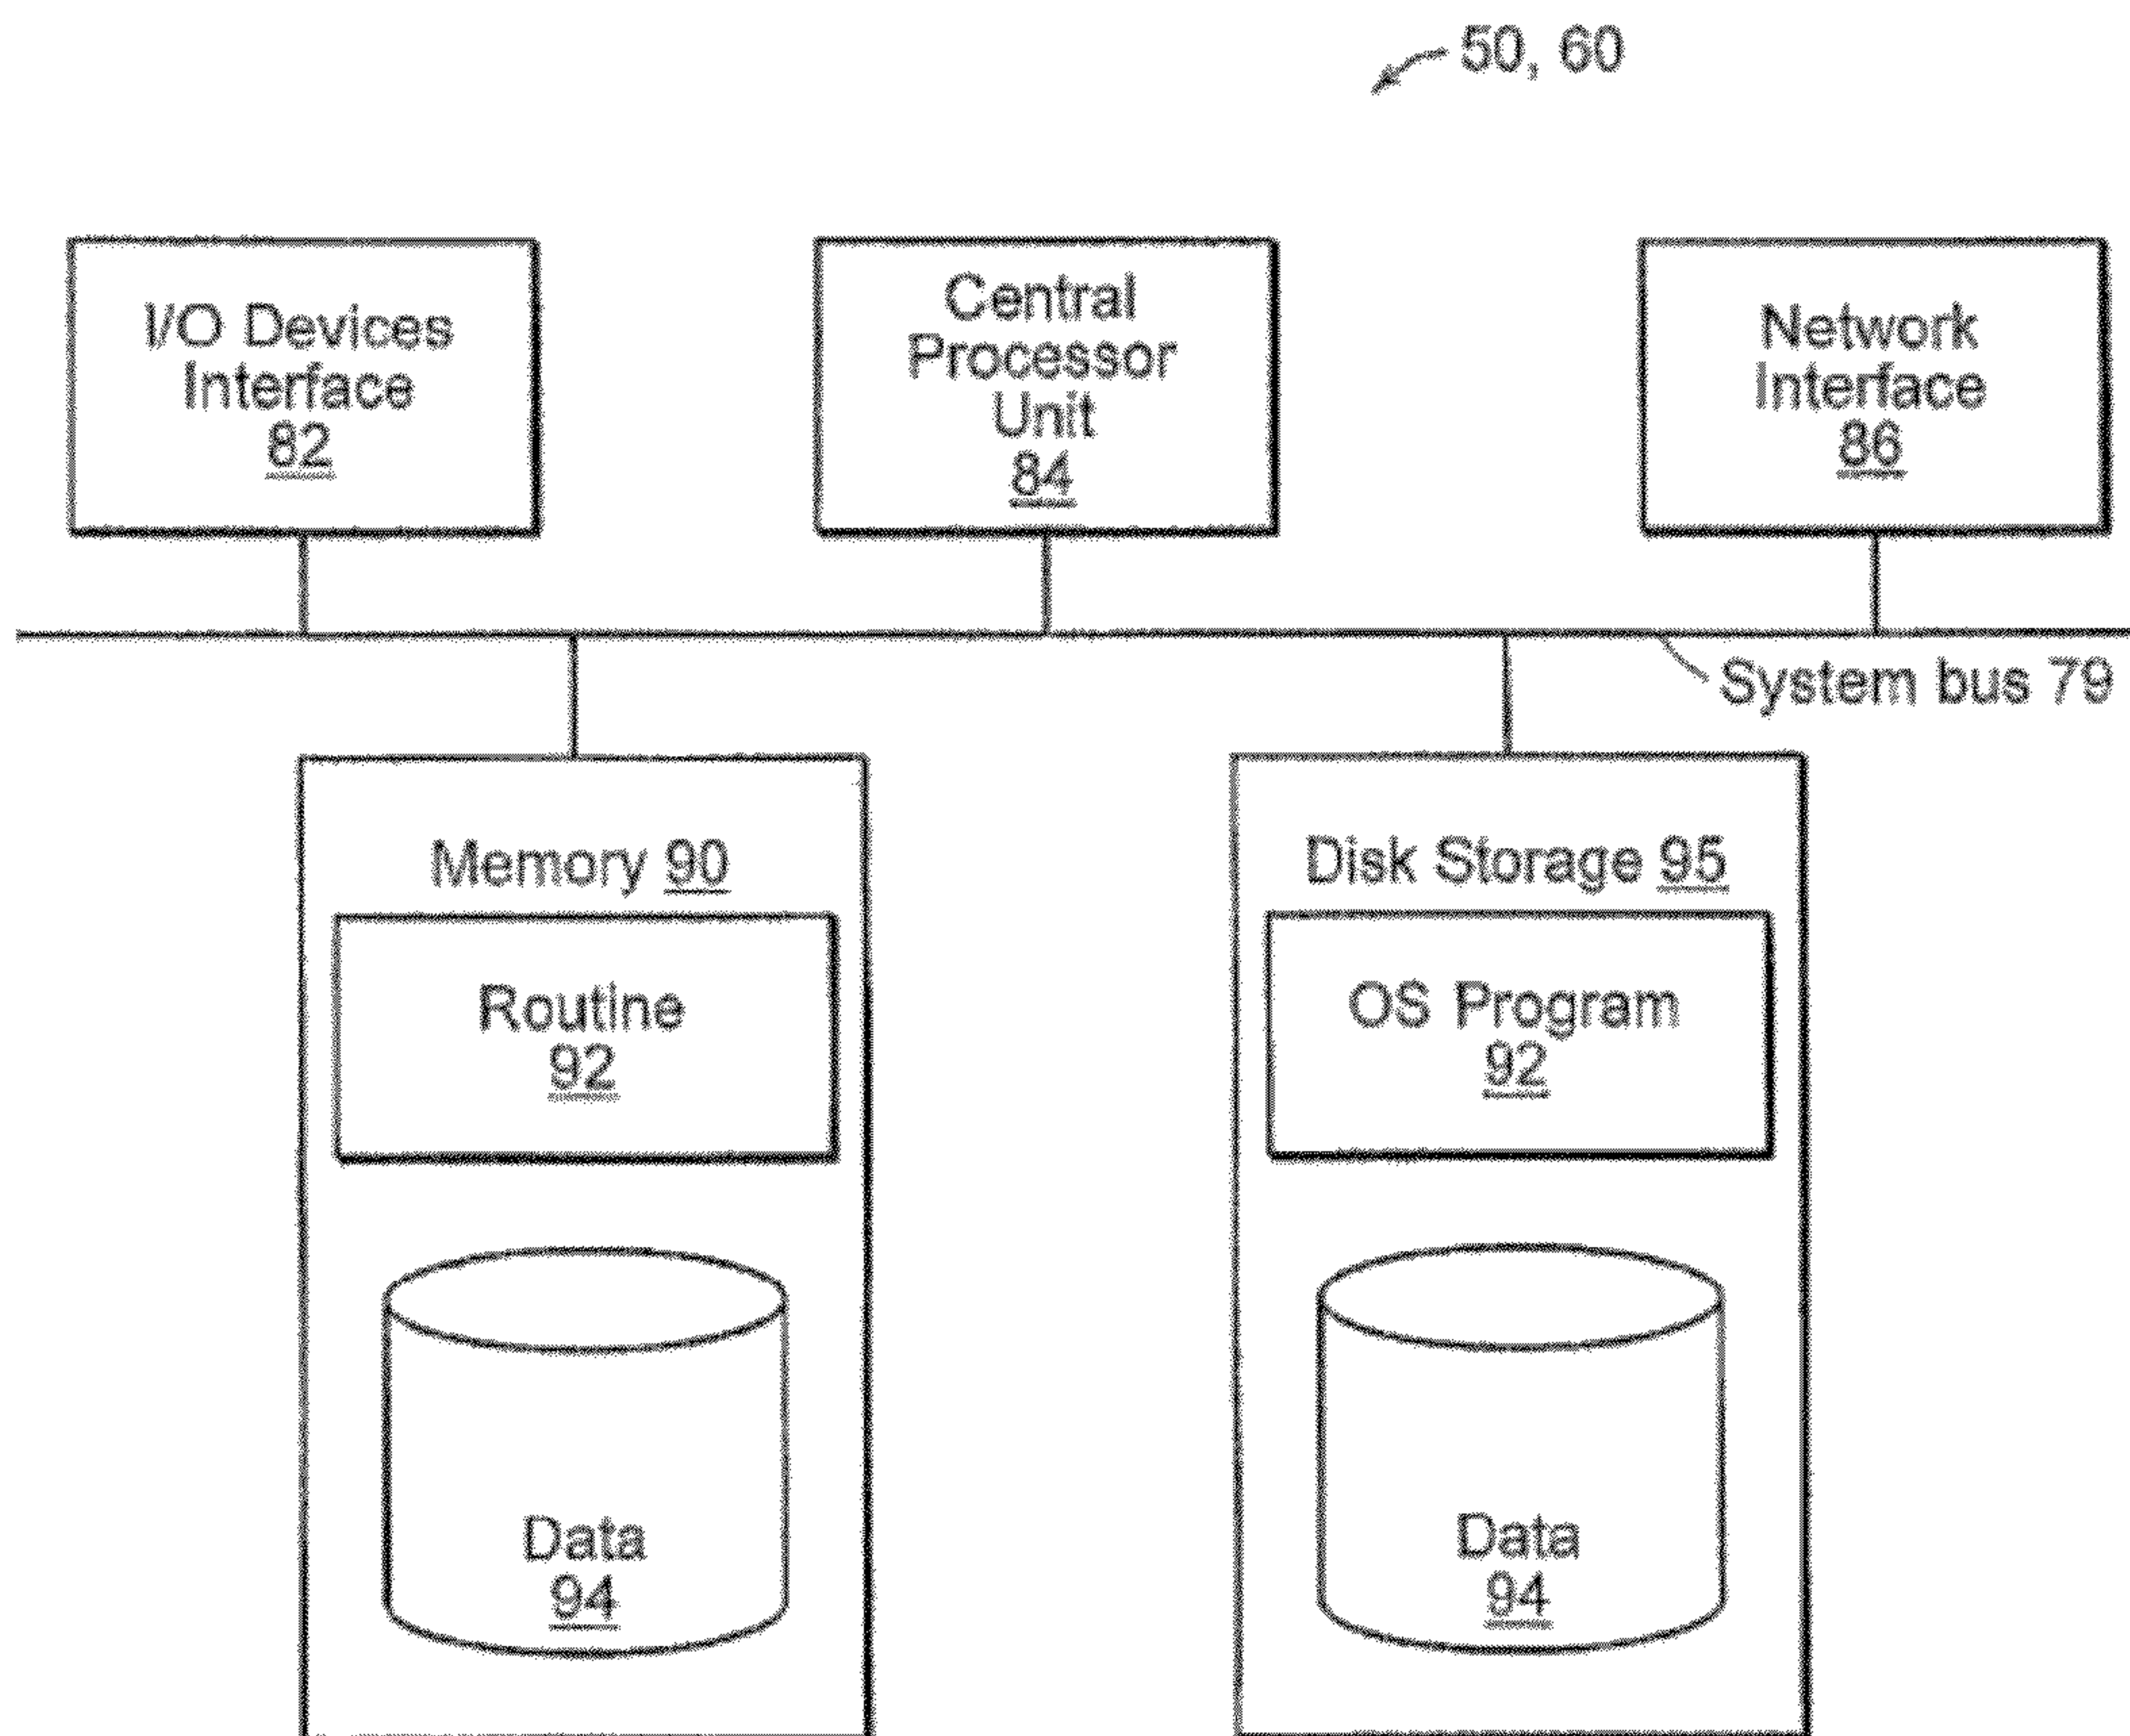 50, 60
I/O Devices
Interface
82
Central
Processor
Unit
84
Network
Interface
86
System bus 79
Memory 90
Routine
92
Data
94
Disk Storage 95
OS Program
92
Data
94